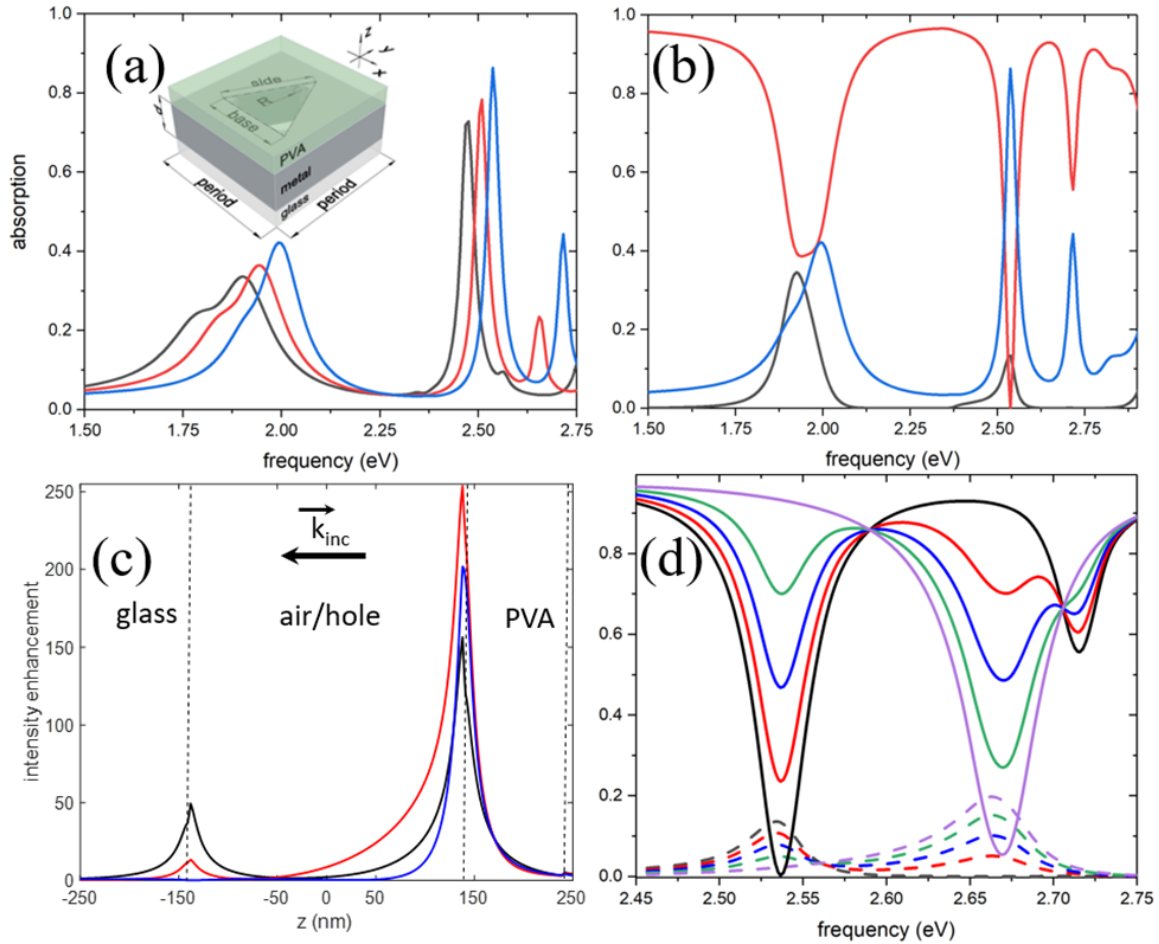 (a)
z
y
x
side
R
base
d
PVA
metal
glass
period
period
absorption
1.0
0.8
0.6
0.4
0.2
0.0
1.50 1.75 2.00 2.25 2.50 2.75
frequency (eV)
(b)
1.0
0.8
0.6
0.4
0.2
0.0
1.50 1.75 2.00 2.25 2.50 2.75
frequency (eV)
(c)
k inc
glass
air/hole
PVA
intensity enhancement
250
200
150
100
50
0
-250 -150 -50 0 50 150 250
z (nm)
(d)
0.8
0.6
0.4
0.2
0.0
2.45 2.50 2.55 2.60 2.65 2.70 2.75
frequency (eV)